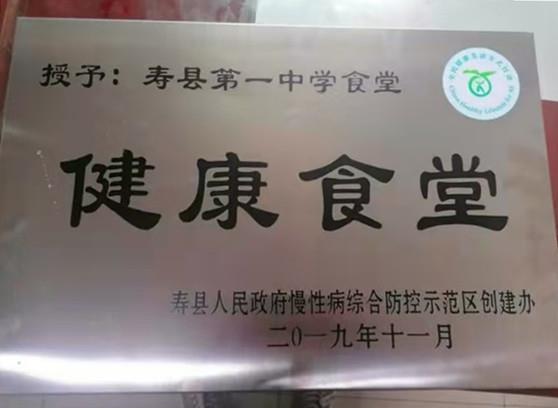 授予：寿县第一中学食堂
健康食堂
寿县人民政府慢性病综合防控示范区创建办
二0一九年十一月